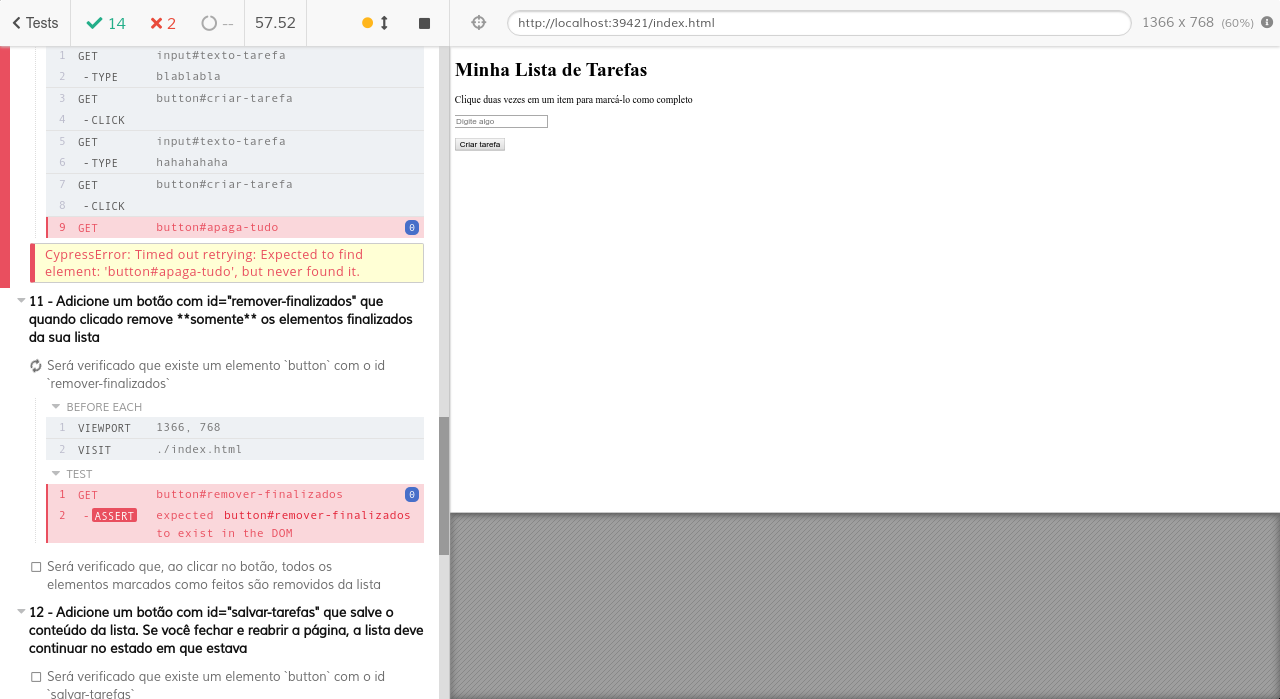 Tests
14
2
--
57.52
http://localhost:39421/index.html
1366 x 768 (60%)
1 GET input#texto-tarefa
2 -TYPE blablabla
3 GET button#criar-tarefa
4 -CLICK
5 GET input#texto-tarefa
6 -TYPE hahahahaha
7 GET button#criar-tarefa
8 -CLICK
9 GET button#apaga-tudo 0
CypressError: Timed out retrying: Expected to find
element: 'button#apaga-tudo', but never found it.
11 - Adicione um botão com id="remover-finalizados" que
quando clicado remove **somente** os elementos finalizados
da sua lista
Será verificado que existe um elemento `button` com o id
`remover-finalizados`
BEFORE EACH
1 VIEWPORT 1366, 768
2 VISIT ./index.html
TEST
1 GET button#remover-finalizados 0
2 -ASSERT expected button#remover-finalizados
to exist in the DOM
Será verificado que, ao clicar no botão, todos os
elementos marcados como feitos são removidos da lista
12 - Adicione um botão com id="salvar-tarefas" que salve o
conteúdo da lista. Se você fechar e reabrir a página, a lista deve
continuar no estado em que estava
Será verificado que existe um elemento `button` com o id
`salvar-tarefas`
Minha Lista de Tarefas
Clique duas vezes em um item para marcá-lo como completo
Digite algo
Criar tarefa